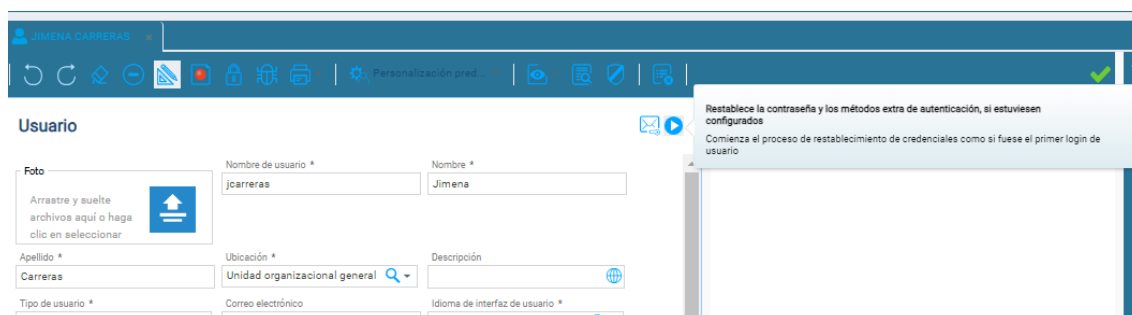 JIMENA CARRERAS ×
Personalización pred...
Restablece la contraseña y los métodos extra de autenticación, si estuviesen
configurados
Comienza el proceso de restablecimiento de credenciales como si fuese el primer login de
usuario
Usuario
Foto
Arrastre y suelte
archivos aquí o haga
clic en seleccionar
Nombre de usuario *
jcarreras
Nombre *
Jimena
Apellido *
Carreras
Ubicación *
Unidad organizacional general
Descripción
Tipo de usuario *
Correo electrónico
Idioma de interfaz de usuario *